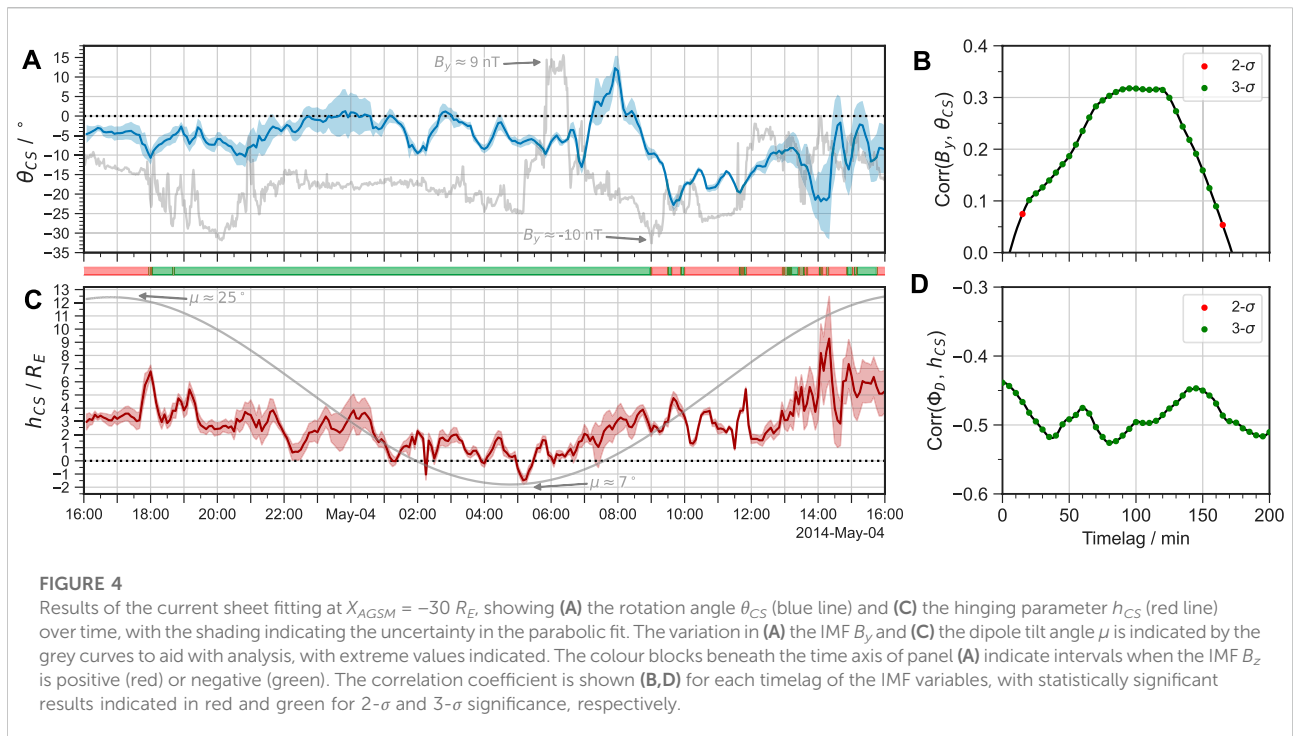 A
15
10
5
0
−5
−10
−15
−20
−25
−30
−35
θCS / °
By ≈ 9 nT
By ≈ -10 nT
B
0.4
0.3
0.2
0.1
0.0
Corr(By, θCS)
2-σ
3-σ
C
13
12
11
10
9
8
7
6
5
4
3
2
1
0
−1
−2
hCS / RE
μ ≈ 25°
μ ≈ 7°
16:00 18:00 20:00 22:00 May-04 02:00 04:00 06:00 08:00 10:00 12:00 14:00 16:00
2014-May-04
D
−0.3
−0.4
−0.5
−0.6
Corr(ΦD, hCS)
2-σ
3-σ
0 50 100 150 200
Timelag / min
FIGURE 4
Results of the current sheet fitting at XAGSM = −30 RE, showing (A) the rotation angle θCS (blue line) and (C) the hinging parameter hCS (red line)
over time, with the shading indicating the uncertainty in the parabolic fit. The variation in (A) the IMF By and (C) the dipole tilt angle μ is indicated by the
grey curves to aid with analysis, with extreme values indicated. The colour blocks beneath the time axis of panel (A) indicate intervals when the IMF Bz
is positive (red) or negative (green). The correlation coefficient is shown (B,D) for each timelag of the IMF variables, with statistically significant
results indicated in red and green for 2-σ and 3-σ significance, respectively.